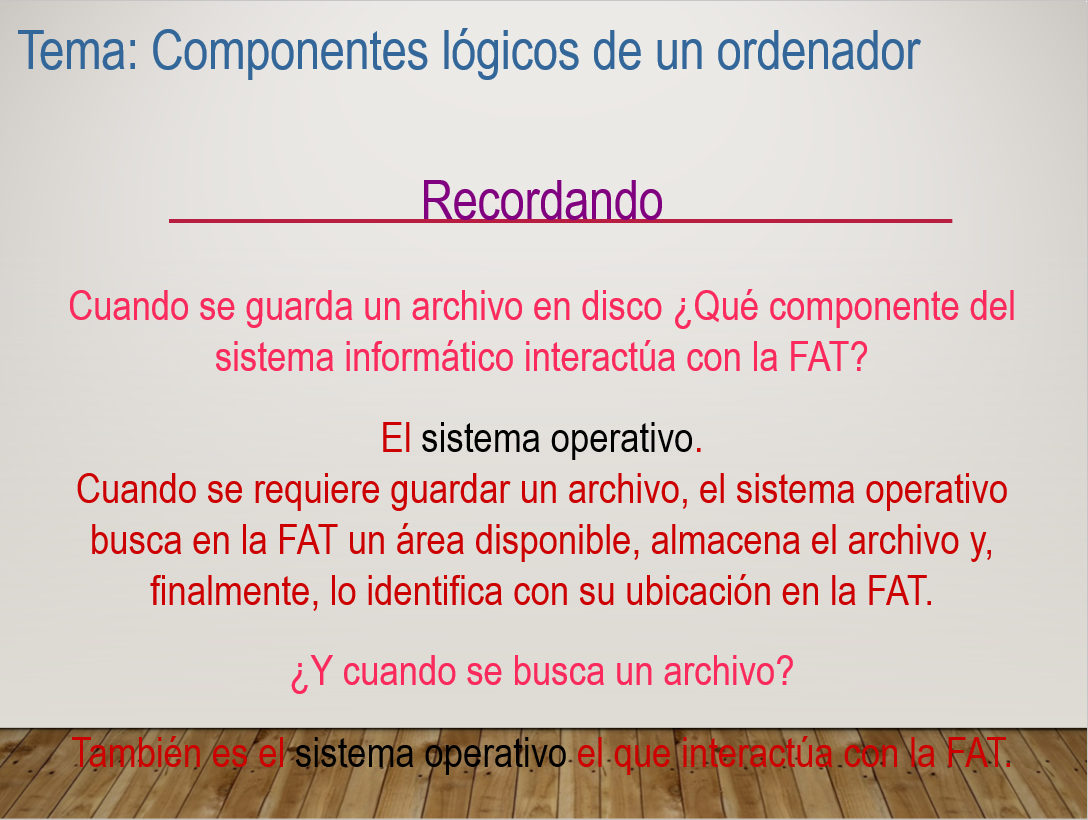 Tema: Componentes lógicos de un ordenador
Recordando
Cuando se guarda un archivo en disco ¿Qué componente del
sistema informático interactúa con la FAT?
El sistema operativo.
Cuando se requiere guardar un archivo, el sistema operativo
busca en la FAT un área disponible, almacena el archivo y,
finalmente, lo identifica con su ubicación en la FAT.
¿Y cuando se busca un archivo?
También es el sistema operativo el que interactúa con la FAT.